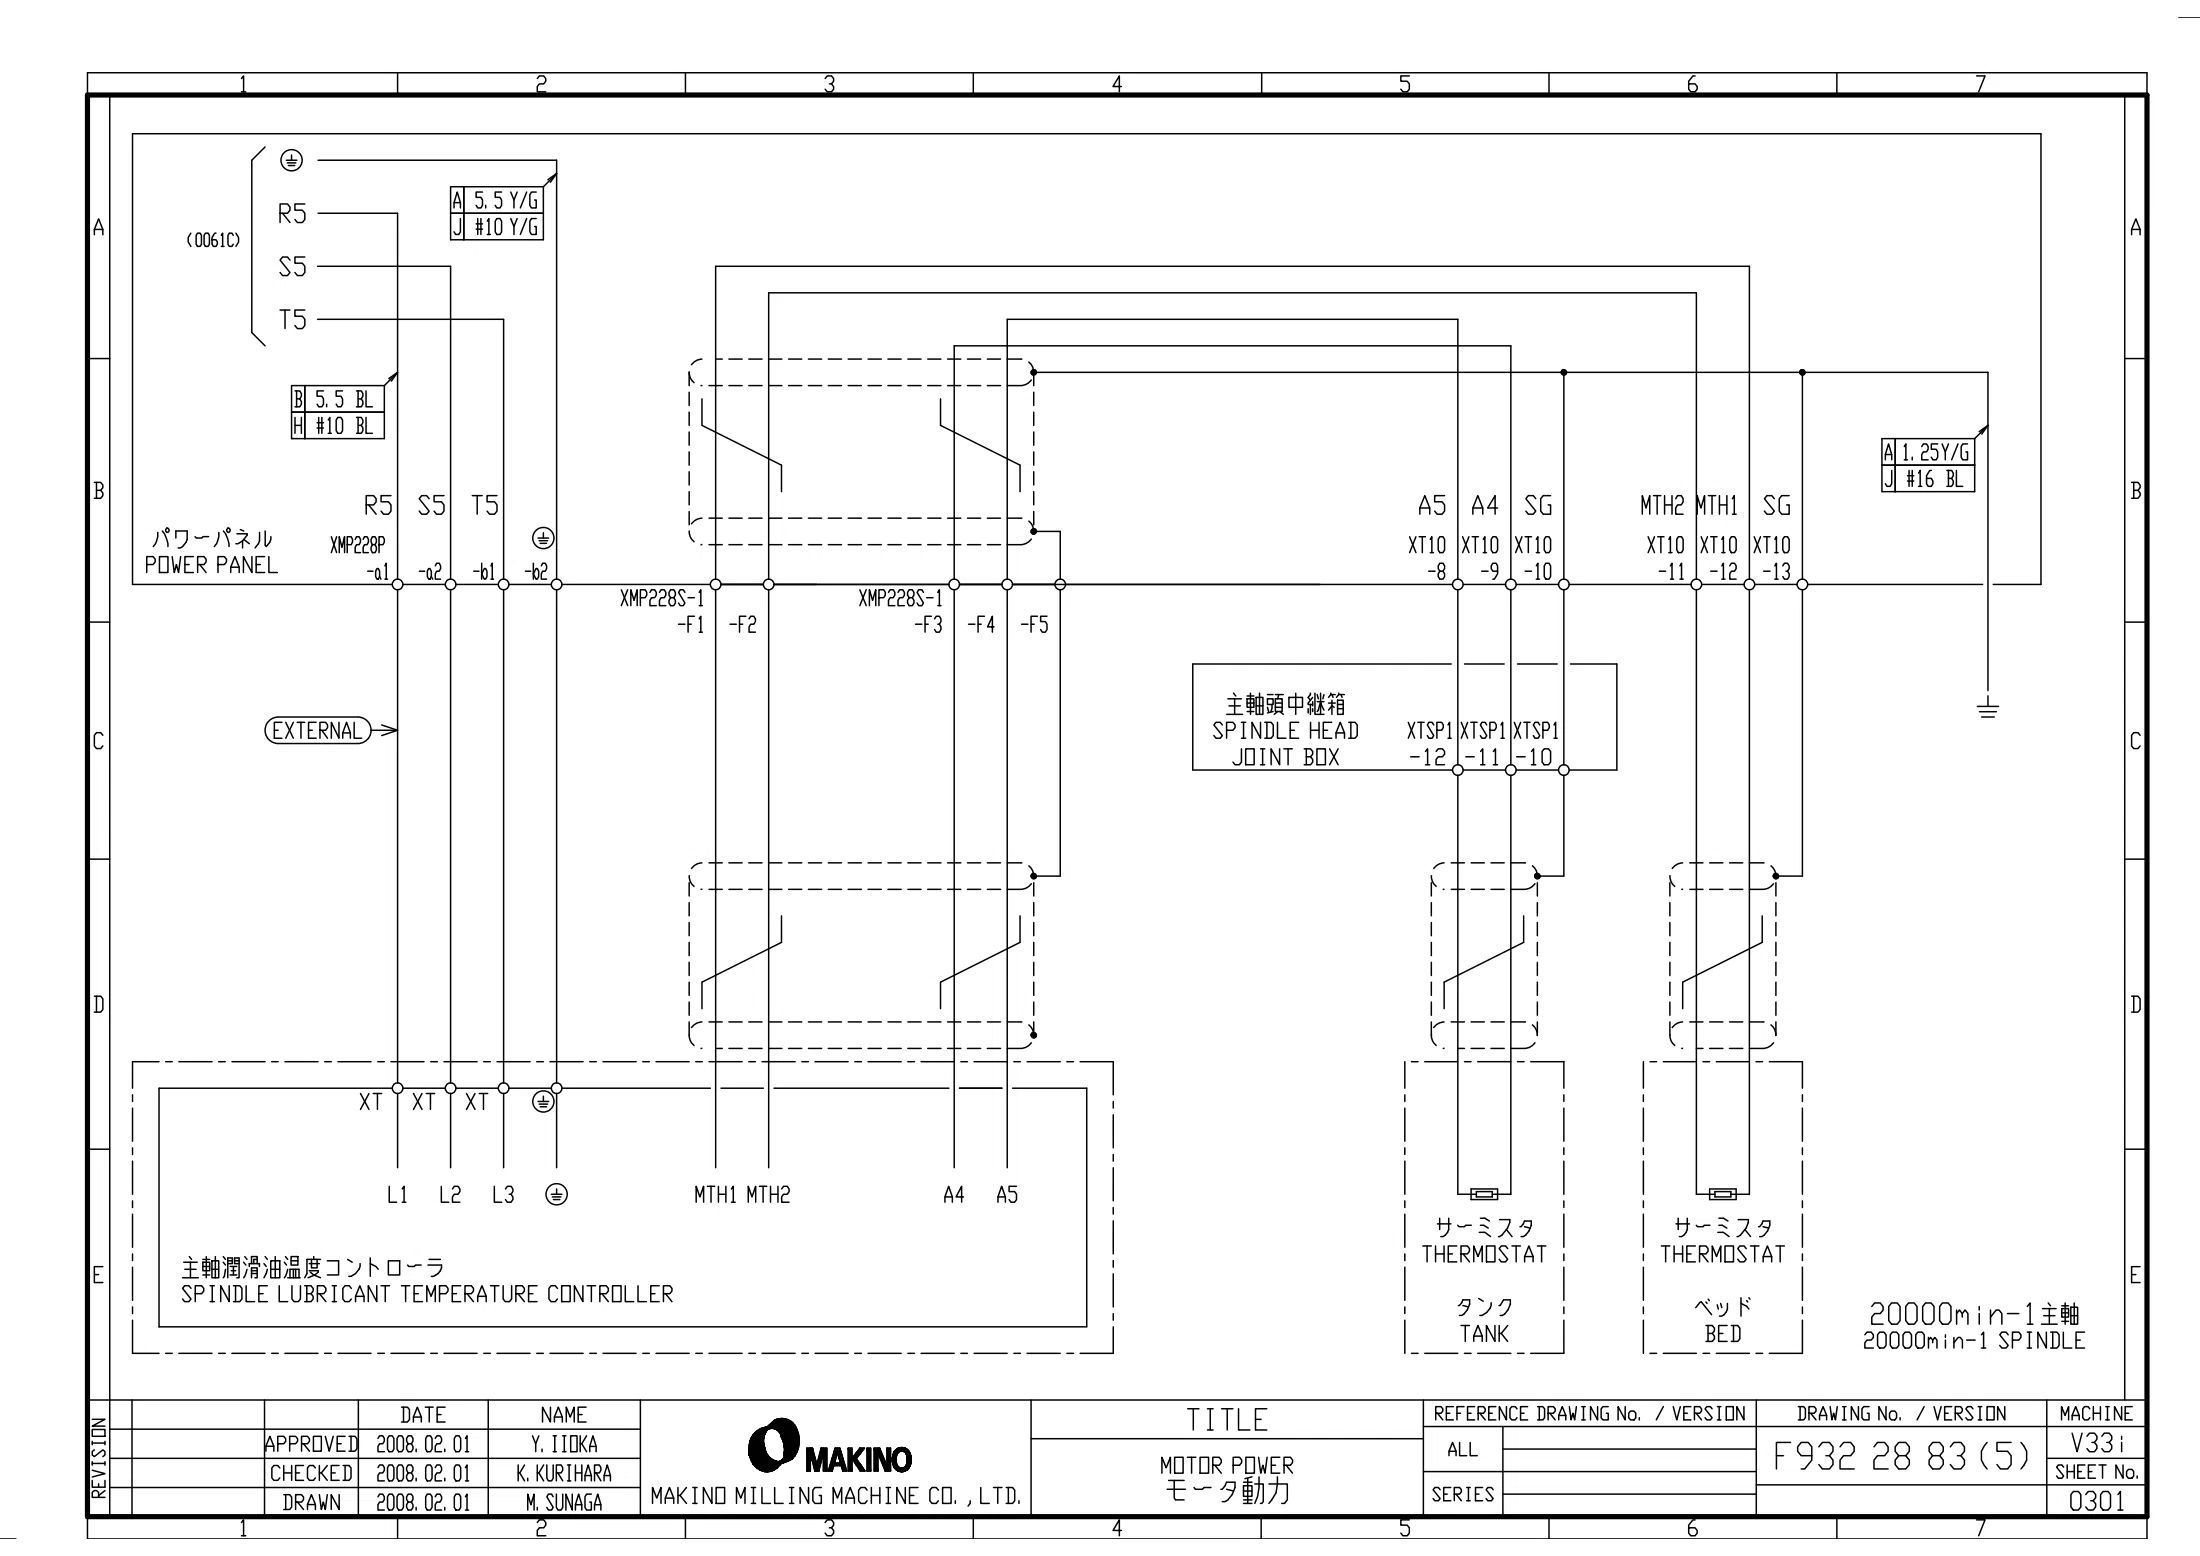 1 2 3 4 5 6 7
A A
B B
C C
D D
E E
(0061C)
R5
S5
T5
A 5.5 Y/G
J #10 Y/G
B 5.5 BL
H #10 BL
A 1.25Y/G
J #16 BL
R5 S5 T5
XMP228P
-a1 -a2 -b1 -b2
パワーパネル
POWER PANEL
A5 A4 SG MTH2 MTH1 SG
XT10 XT10 XT10 XT10 XT10 XT10
-8 -9 -10 -11 -12 -13
XMP228S-1 XMP228S-1
-F1 -F2 -F3 -F4 -F5
EXTERNAL
主軸頭中継箱
SPINDLE HEAD
JOINT BOX
XTSP1 XTSP1 XTSP1
-12 -11 -10
XT XT XT
L1 L2 L3 MTH1 MTH2 A4 A5
主軸潤滑油温度コントローラ
SPINDLE LUBRICANT TEMPERATURE CONTROLLER
サーミスタ
THERMOSTAT
タンク
TANK
サーミスタ
THERMOSTAT
ベッド
BED
20000min-1主軸
20000min-1 SPINDLE
REVISION
DATE NAME
APPROVED 2008.02.01 Y. IIOKA
CHECKED 2008.02.01 K. KURIHARA
DRAWN 2008.02.01 M. SUNAGA
MAKINO
MAKINO MILLING MACHINE CO.,LTD.
TITLE
MOTOR POWER
モータ動力
REFERENCE DRAWING No. / VERSION
ALL
SERIES
DRAWING No. / VERSION
F932 28 83(5)
MACHINE
V33i
SHEET No.
0301
1 2 3 4 5 6 7